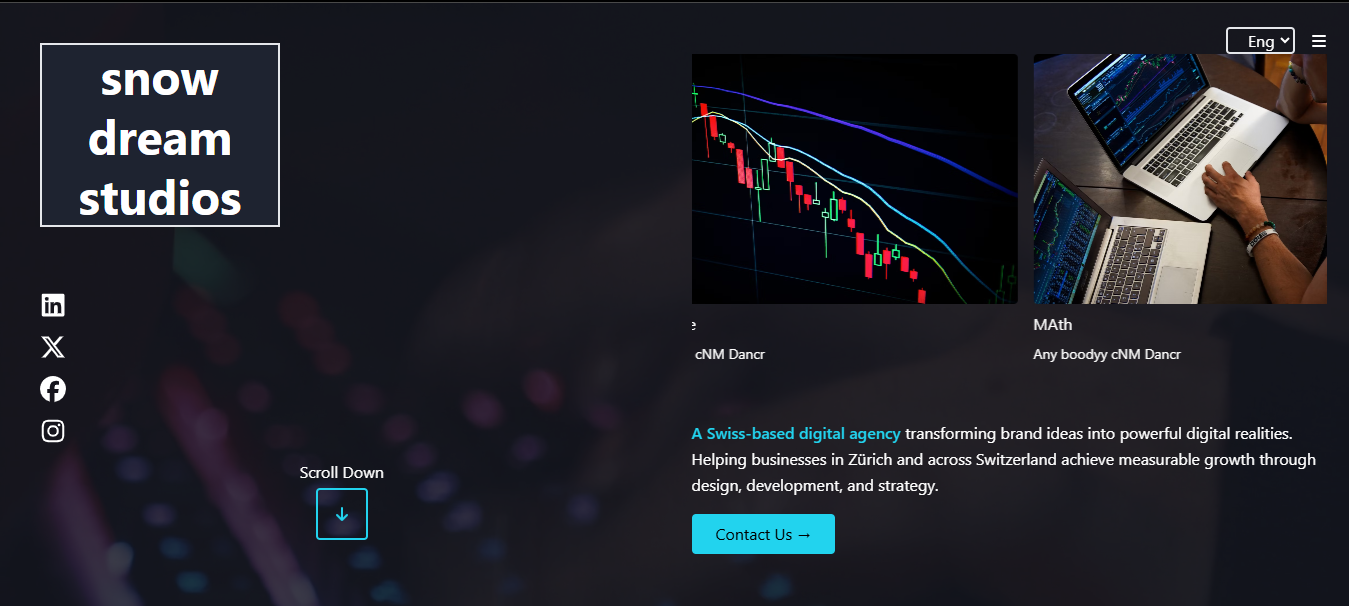 Eng
snow
dream
studios
e
cNM Dancr
MAth
Any boodyy cNM Dancr
A Swiss-based digital agency transforming brand ideas into powerful digital realities.
Helping businesses in Zürich and across Switzerland achieve measurable growth through
design, development, and strategy.
Scroll Down
Contact Us →